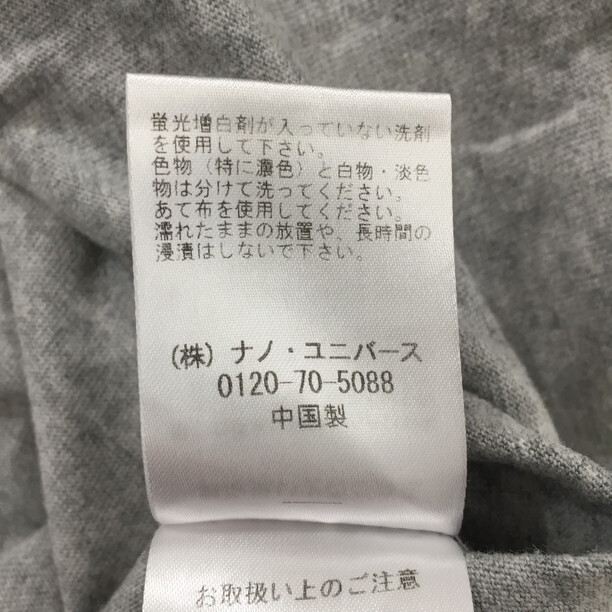 蛍光増白剤が入っていない洗剤
を使用して下さい。
色物（特に濃色）と白物・淡色
物は分けて洗ってください。
あて布を使用してください。
濡れたままの放置や、長時間の
浸漬はしないで下さい。
（株）ナノ・ユニバース
0120-70-5088
中国製
お取扱い上のご注意